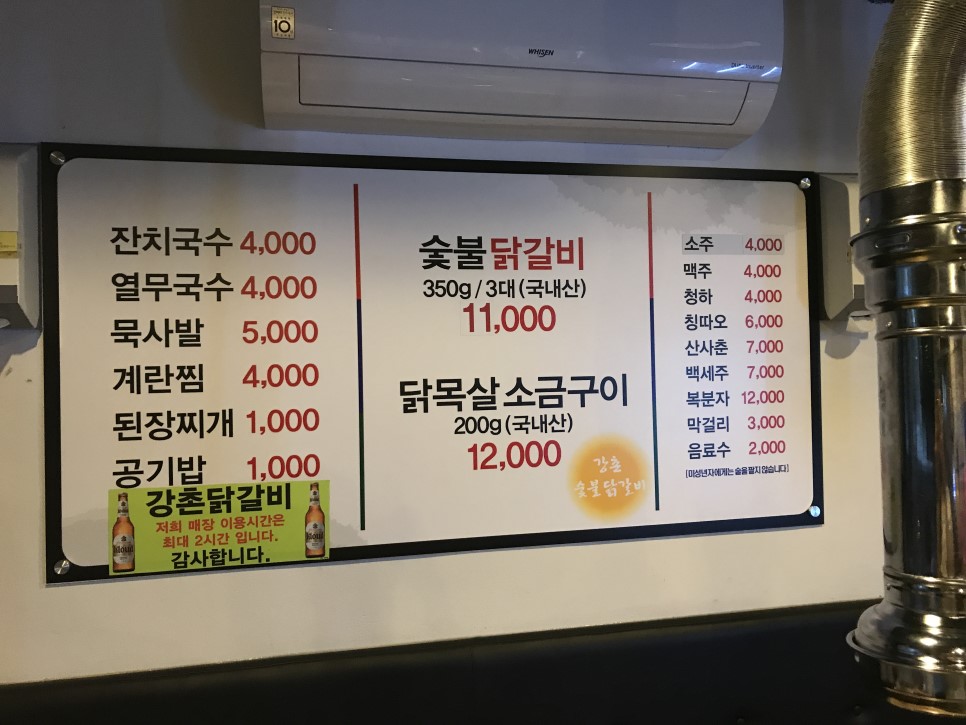 10
WHISEN
잔치국수 4,000
열무국수 4,000
묵사발 5,000
계란찜 4,000
된장찌개 1,000
공기밥 1,000
강촌닭갈비
저희 매장 이용시간은
최대 2시간 입니다.
감사합니다.
Kloud
Kloud
숯불 닭갈비
350g / 3대 (국내산)
11,000
닭목살 소금구이
200g (국내산)
12,000
강촌
숯불 닭갈비
소주 4,000
맥주 4,000
청하 4,000
칭따오 6,000
산사춘 7,000
백세주 7,000
복분자 12,000
막걸리 3,000
음료수 2,000
[미성년자에게는 술을 팔지 않습니다]